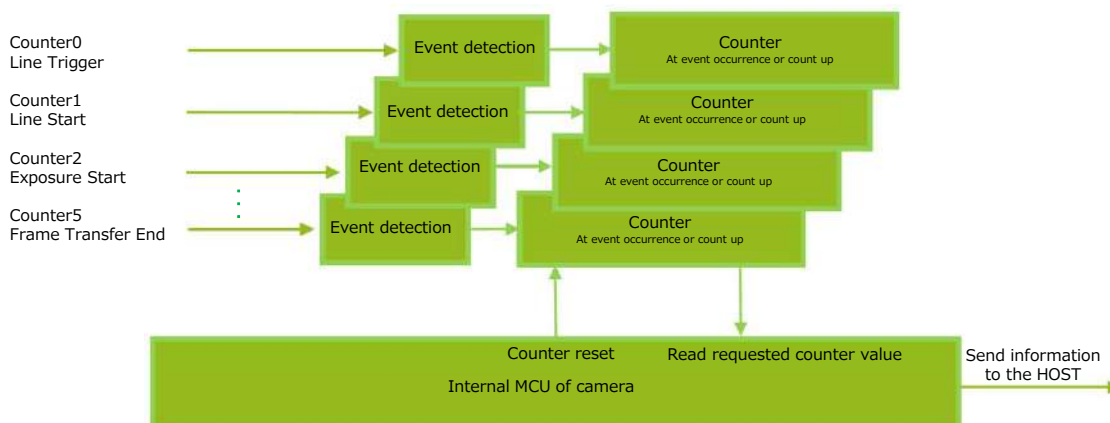 Counter0
Line Trigger
Event detection
Counter
At event occurrence or count up
Counter1
Line Start
Event detection
Counter
At event occurrence or count up
Counter2
Exposure Start
Event detection
Counter
At event occurrence or count up
Counter5
Frame Transfer End
Event detection
Counter
At event occurrence or count up
Counter reset
Read requested counter value
Internal MCU of camera
Send information
to the HOST